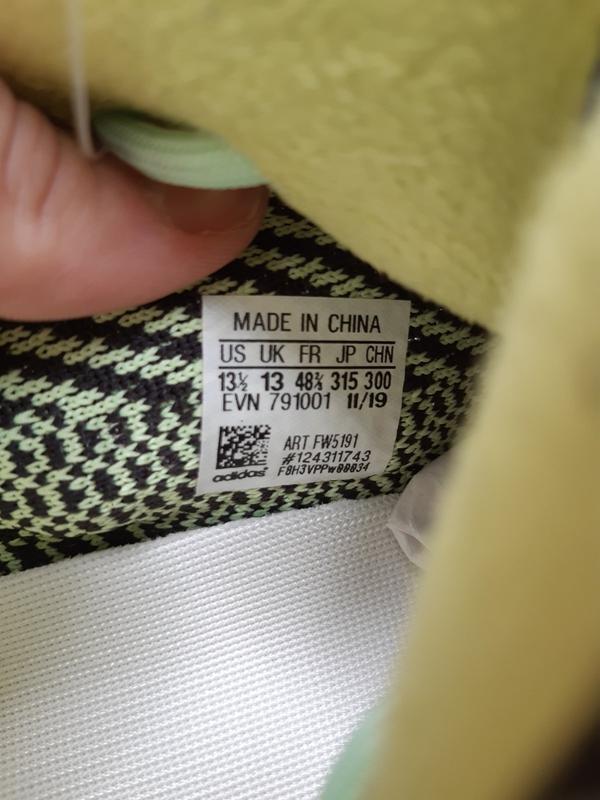 MADE IN CHINA
US UK FR JP CHN
13½ 13 48⅔ 315 300
EVN 791001 11/19
ART FW5191
#124311743
F8H3VPPw00034
adidas